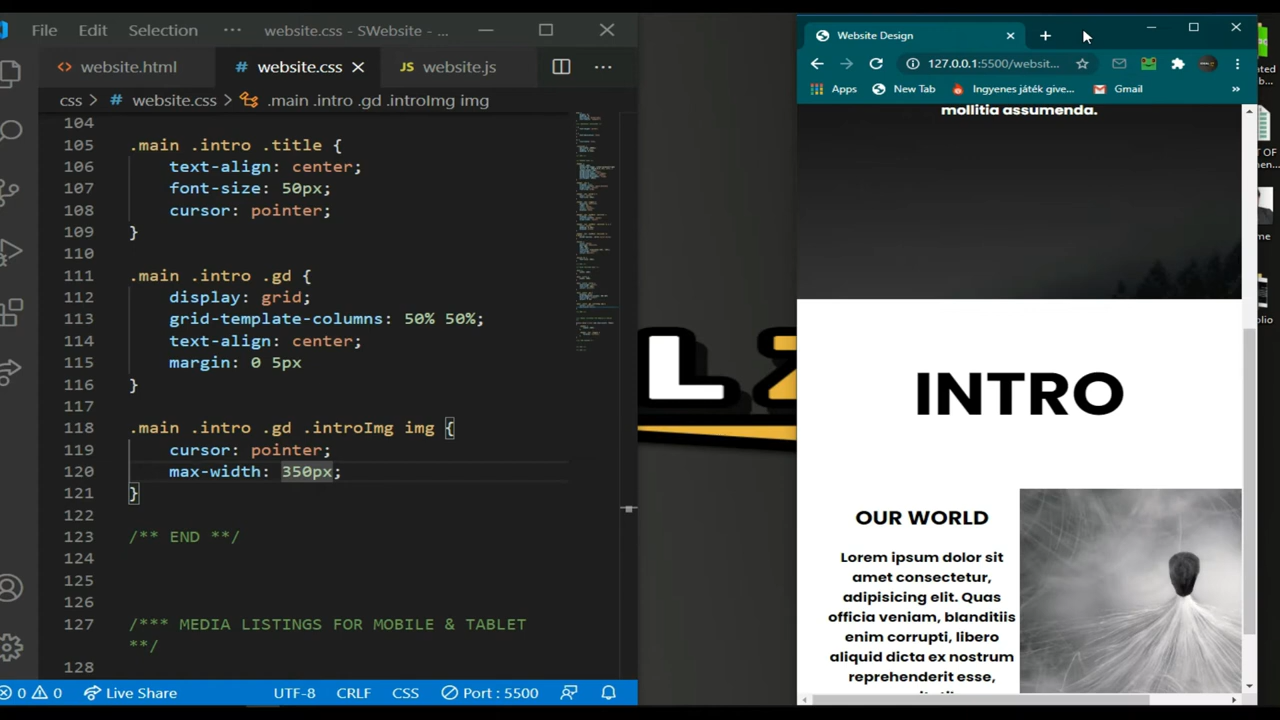 File Edit Selection ··· website.css - SWebsite - ...
website.html
# website.css
JS website.js
css > # website.css > .main .intro .gd .introImg img
104
105 .main .intro .title {
106 text-align: center;
107 font-size: 50px;
108 cursor: pointer;
109 }
110
111 .main .intro .gd {
112 display: grid;
113 grid-template-columns: 50% 50%;
114 text-align: center;
115 margin: 0 5px
116 }
117
118 .main .intro .gd .introImg img {
119 cursor: pointer;
120 max-width: 350px;
121 }
122
123 /** END **/
124
125
126
127 /*** MEDIA LISTINGS FOR MOBILE & TABLET
**/
128
0 0 Live Share UTF-8 CRLF CSS Port : 5500
L
Website Design
127.0.0.1:5500/websit...
Apps New Tab Ingyenes játék give... Gmail »
mollitia assumenda.
INTRO
OUR WORLD
Lorem ipsum dolor sit
amet consectetur,
adipisicing elit. Quas
officia veniam, blanditiis
enim corrupti, libero
aliquid dicta ex nostrum
reprehenderit esse,